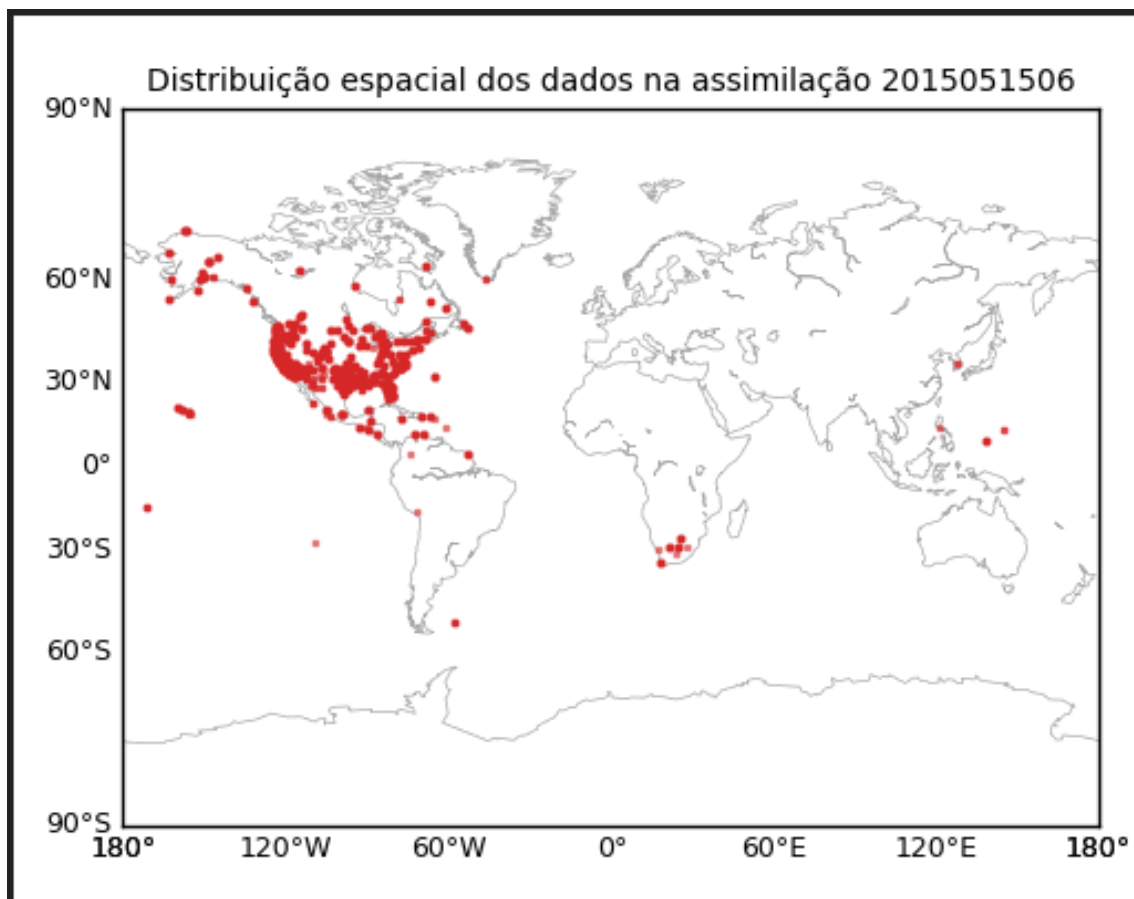 Distribuição espacial dos dados na assimilação 2015051506
90°N
60°N
30°N
0°
30°S
60°S
90°S
180° 120°W 60°W 0° 60°E 120°E 180°